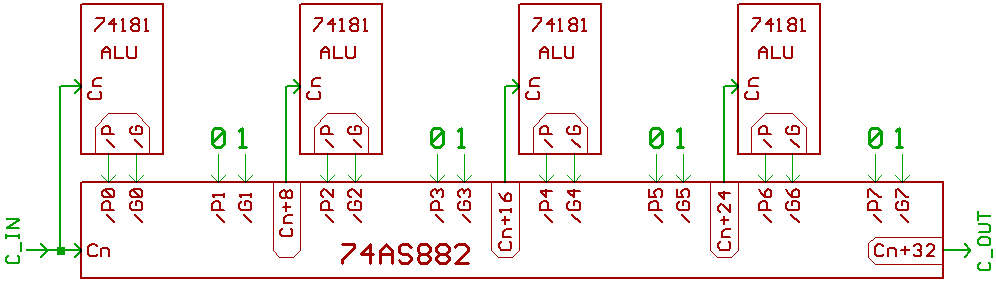 74181 74181 74181 74181
ALU ALU ALU ALU
Cn Cn Cn Cn
/P /G /P /G /P /G /P /G
0 1 0 1 0 1 0 1
/P0 /G0 /P1 /G1 Cn+8 /P2 /G2 /P3 /G3 Cn+16 /P4 /G4 /P5 /G5 Cn+24 /P6 /G6 /P7 /G7
C_IN Cn 74AS882 Cn+32 C_OUT